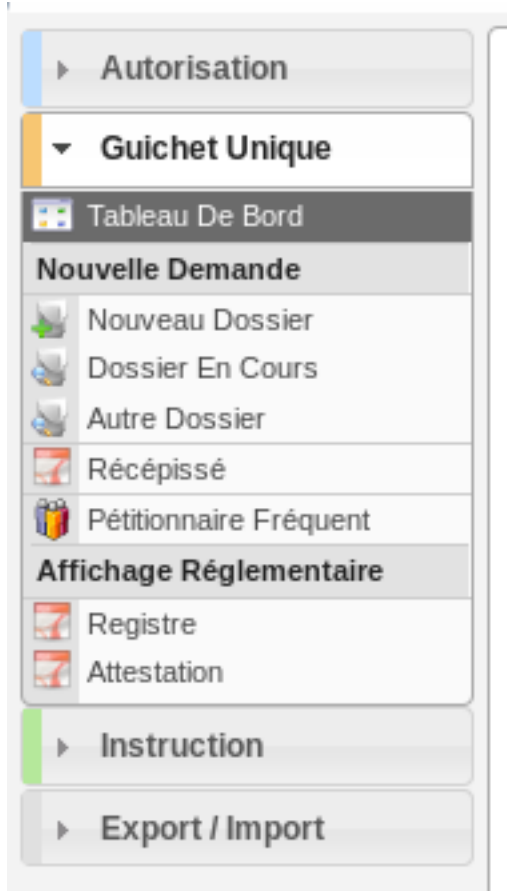 Autorisation
Guichet Unique
Tableau De Bord
Nouvelle Demande
Nouveau Dossier
Dossier En Cours
Autre Dossier
Récépissé
Pétitionnaire Fréquent
Affichage Réglementaire
Registre
Attestation
Instruction
Export / Import